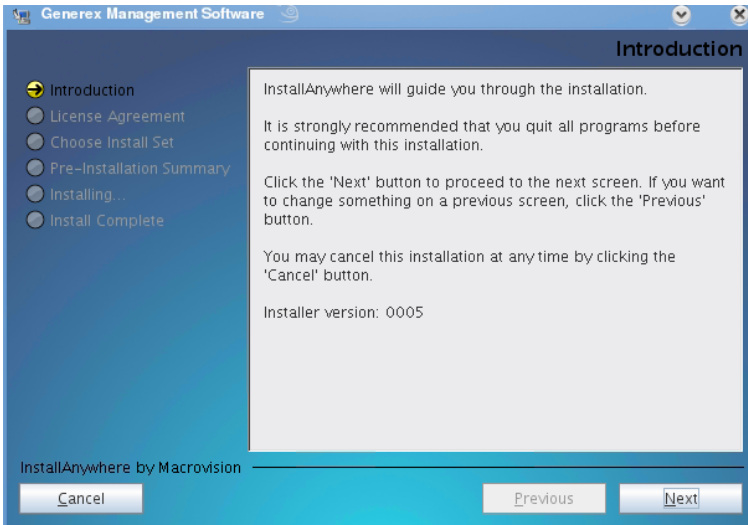 Generex Management Software
Introduction
Introduction
License Agreement
Choose Install Set
Pre-Installation Summary
Installing...
Install Complete
InstallAnywhere will guide you through the installation.
It is strongly recommended that you quit all programs before
continuing with this installation.
Click the 'Next' button to proceed to the next screen. If you want
to change something on a previous screen, click the 'Previous'
button.
You may cancel this installation at any time by clicking the
'Cancel' button.
Installer version: 0005
InstallAnywhere by Macrovision
Cancel
Previous
Next